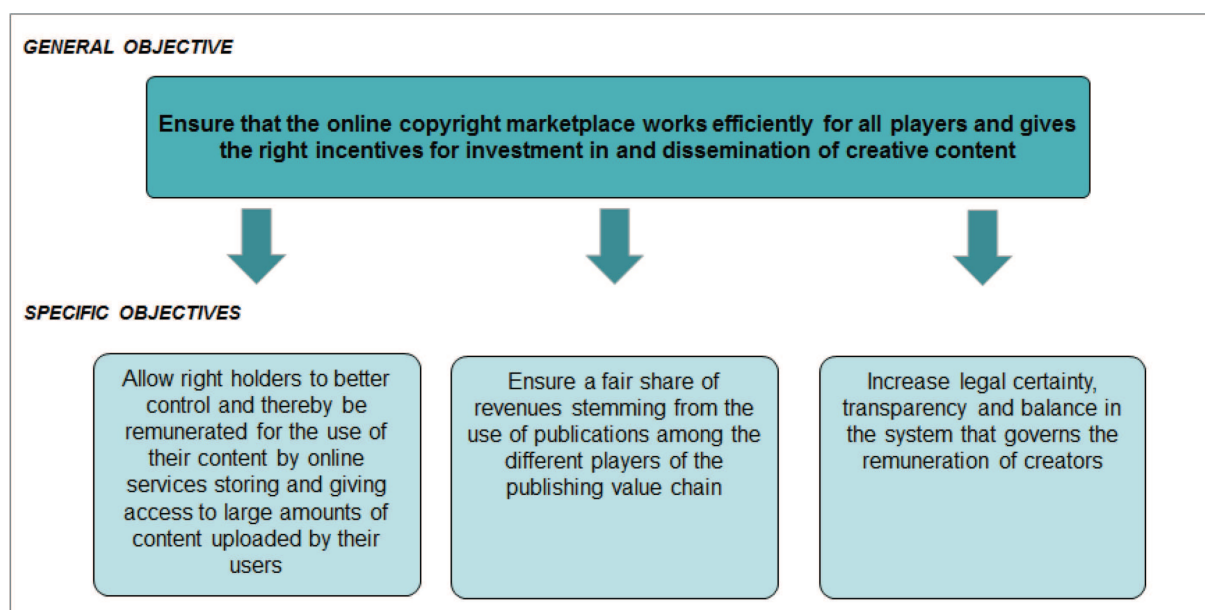 GENERAL OBJECTIVE
Ensure that the online copyright marketplace works efficiently for all players and gives
the right incentives for investment in and dissemination of creative content
SPECIFIC OBJECTIVES
Allow right holders to better
control and thereby be
remunerated for the use of
their content by online
services storing and giving
access to large amounts of
content uploaded by their
users
Ensure a fair share of
revenues stemming from the
use of publications among the
different players of the
publishing value chain
Increase legal certainty,
transparency and balance in
the system that governs the
remuneration of creators